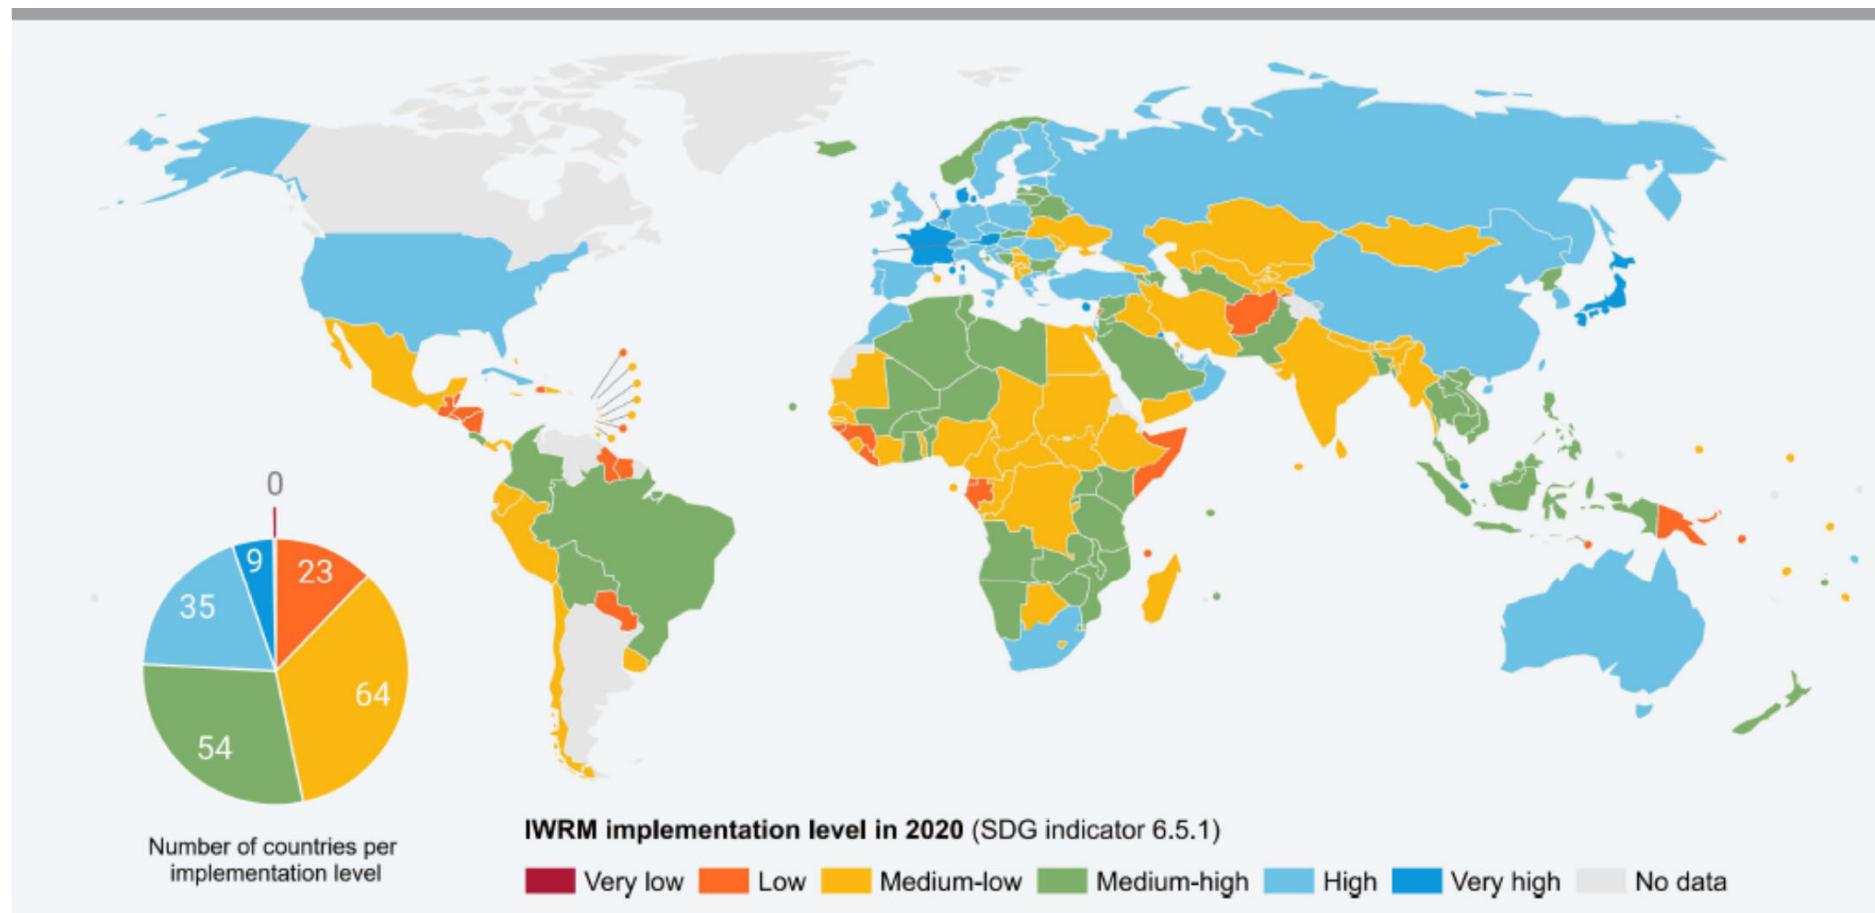 0
9
23
35
64
54
Number of countries per
implementation level
IWRM implementation level in 2020 (SDG indicator 6.5.1)
Very low Low Medium-low Medium-high High Very high No data